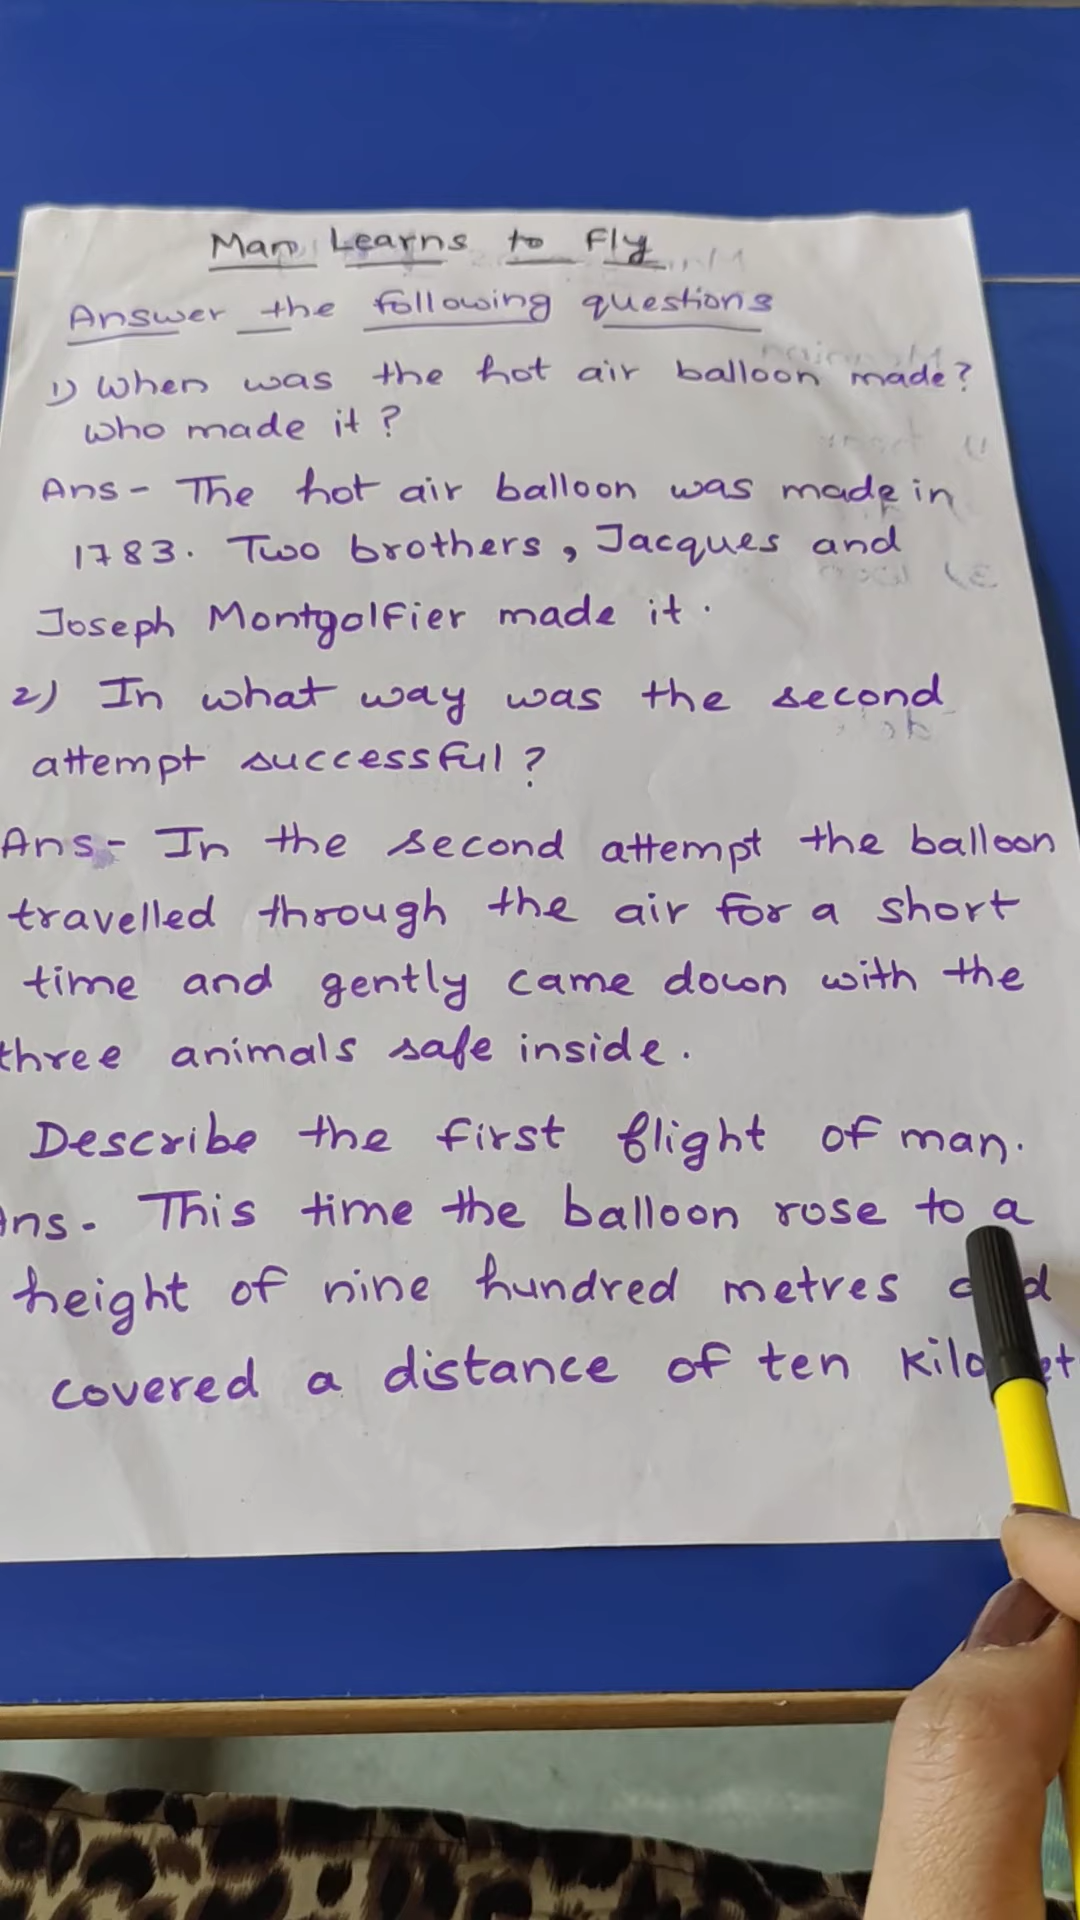 Man Learns to Fly
Answer the following questions
1) When was the hot air balloon made?
who made it?
Ans - The hot air balloon was made in
1783. Two brothers, Jacques and
Joseph Montgolfier made it.
2) In what way was the second
attempt successful?
Ans - In the second attempt the balloon
travelled through the air for a short
time and gently came down with the
three animals safe inside.
Describe the first flight of man.
Ans. This time the balloon rose to a
height of nine hundred metres
covered a distance of ten